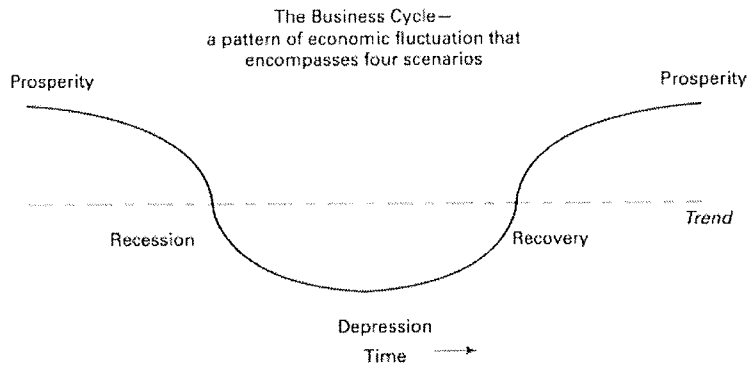 The Business Cycle—
a pattern of economic fluctuation that
encompasses four scenarios
Prosperity
Prosperity
Trend
Recession
Recovery
Depression
Time